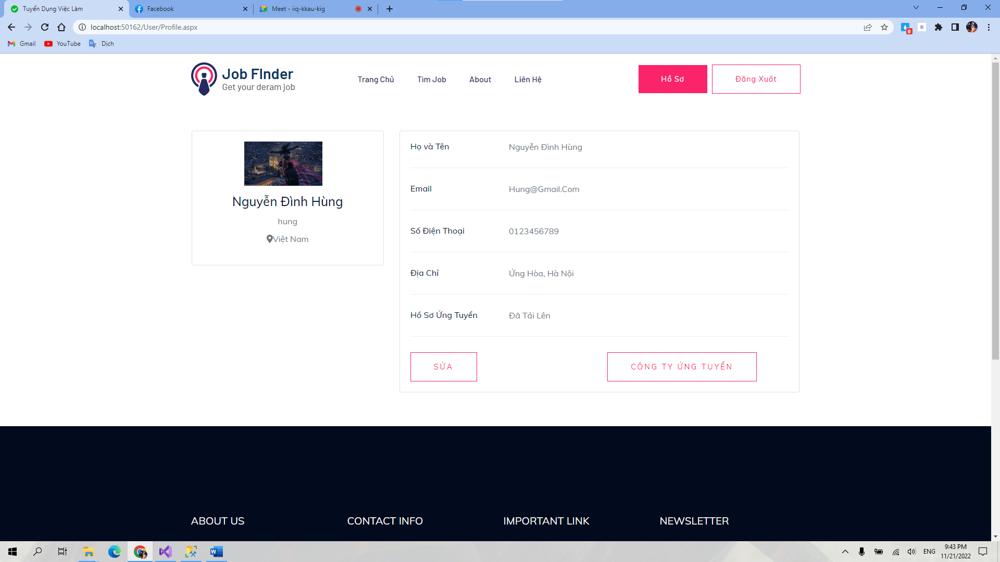 Tuyển Dụng Việc Làm
Facebook
Meet - iiq-kkau-kig
localhost:50162/User/Profile.aspx
0
B
Gmail
YouTube
Dịch
Job FInder
Get your deram job
Trang Chủ
Tìm Job
About
Liên Hệ
Hồ Sơ
Đăng Xuất
Nguyễn Đình Hùng
hung
Việt Nam
Họ và Tên
Nguyễn Đình Hùng
Email
Hung@Gmail.Com
Số Điện Thoại
0123456789
Địa Chỉ
Ứng Hòa, Hà Nội
Hồ Sơ Ứng Tuyển
Đã Tải Lên
SỬA
CÔNG TY ỨNG TUYỂN
ABOUT US
CONTACT INFO
IMPORTANT LINK
NEWSLETTER
ENG
9:43 PM
11/21/2022